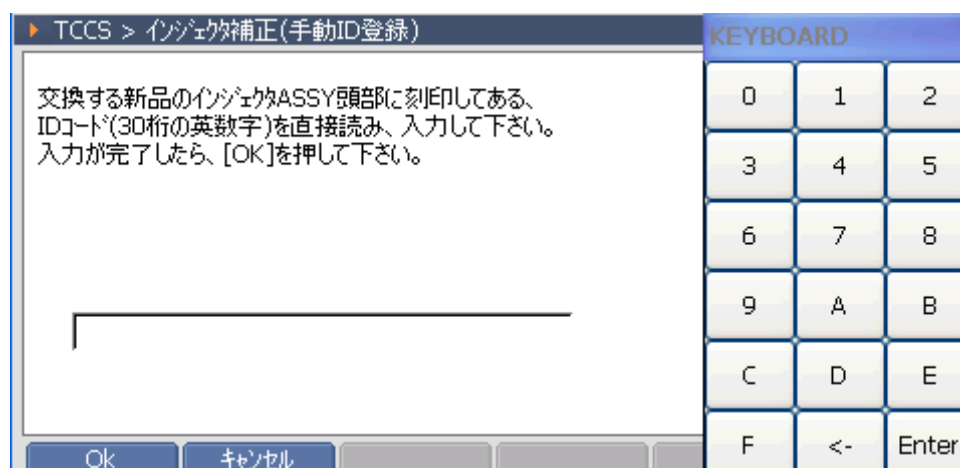 TCCS > インジェクタ補正(手動ID登録)
KEYBOARD
交換する新品のインジェクタASSY頭部に刻印してある、
IDコード(30桁の英数字)を直接読み、入力して下さい。
入力が完了したら、[OK]を押して下さい。
0 1 2
3 4 5
6 7 8
9 A B
C D E
F <- Enter
Ok キャンセル